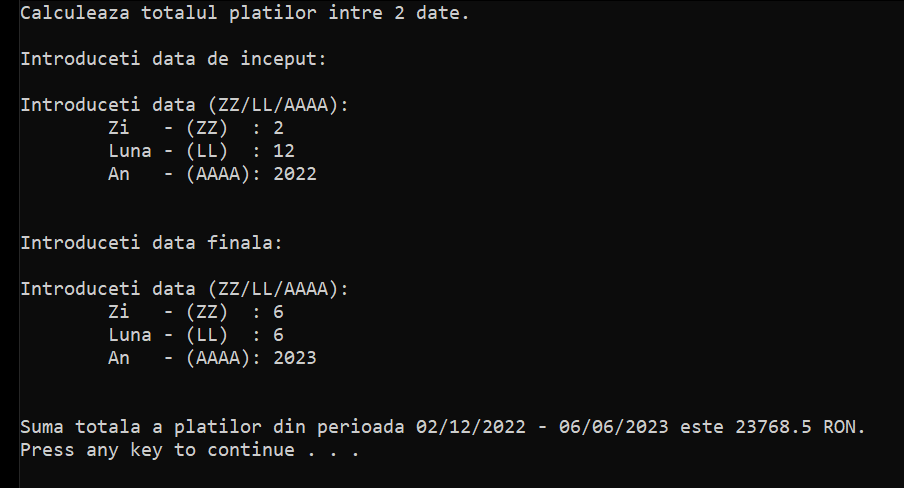 Calculeaza totalul platilor intre 2 date.
Introduceti data de inceput:
Introduceti data (ZZ/LL/AAAA):
Zi - (ZZ) : 2
Luna - (LL) : 12
An - (AAAA): 2022
Introduceti data finala:
Introduceti data (ZZ/LL/AAAA):
Zi - (ZZ) : 6
Luna - (LL) : 6
An - (AAAA): 2023
Suma totala a platilor din perioada 02/12/2022 - 06/06/2023 este 23768.5 RON.
Press any key to continue . . .